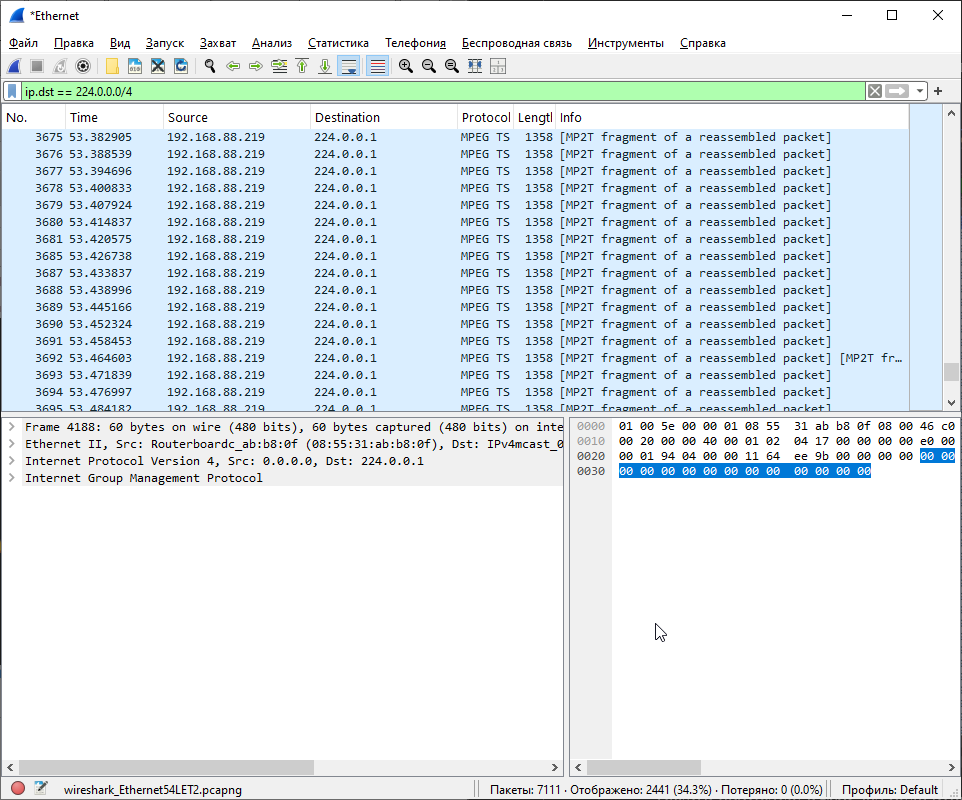 *Ethernet
Файл Правка Вид Запуск Захват Анализ Статистика Телефония Беспроводная связь Инструменты Справка
ip.dst == 224.0.0.0/4
No. Time Source Destination Protocol Lengtl Info
3675 53.382905 192.168.88.219 224.0.0.1 MPEG TS 1358 [MP2T fragment of a reassembled packet]
3676 53.388539 192.168.88.219 224.0.0.1 MPEG TS 1358 [MP2T fragment of a reassembled packet]
3677 53.394696 192.168.88.219 224.0.0.1 MPEG TS 1358 [MP2T fragment of a reassembled packet]
3678 53.400833 192.168.88.219 224.0.0.1 MPEG TS 1358 [MP2T fragment of a reassembled packet]
3679 53.407924 192.168.88.219 224.0.0.1 MPEG TS 1358 [MP2T fragment of a reassembled packet]
3680 53.414837 192.168.88.219 224.0.0.1 MPEG TS 1358 [MP2T fragment of a reassembled packet]
3681 53.420575 192.168.88.219 224.0.0.1 MPEG TS 1358 [MP2T fragment of a reassembled packet]
3685 53.426738 192.168.88.219 224.0.0.1 MPEG TS 1358 [MP2T fragment of a reassembled packet]
3687 53.433837 192.168.88.219 224.0.0.1 MPEG TS 1358 [MP2T fragment of a reassembled packet]
3688 53.438996 192.168.88.219 224.0.0.1 MPEG TS 1358 [MP2T fragment of a reassembled packet]
3689 53.445166 192.168.88.219 224.0.0.1 MPEG TS 1358 [MP2T fragment of a reassembled packet]
3690 53.452324 192.168.88.219 224.0.0.1 MPEG TS 1358 [MP2T fragment of a reassembled packet]
3691 53.458453 192.168.88.219 224.0.0.1 MPEG TS 1358 [MP2T fragment of a reassembled packet]
3692 53.464603 192.168.88.219 224.0.0.1 MPEG TS 1358 [MP2T fragment of a reassembled packet] [MP2T fr…
3693 53.471839 192.168.88.219 224.0.0.1 MPEG TS 1358 [MP2T fragment of a reassembled packet]
3694 53.476997 192.168.88.219 224.0.0.1 MPEG TS 1358 [MP2T fragment of a reassembled packet]
3695 53.484182 192.168.88.219 224.0.0.1 MPEG TS 1358 [MP2T fragment of a reassembled packet]
Frame 4188: 60 bytes on wire (480 bits), 60 bytes captured (480 bits) on inte
Ethernet II, Src: Routerboardc_ab:b8:0f (08:55:31:ab:b8:0f), Dst: IPv4mcast_0
Internet Protocol Version 4, Src: 0.0.0.0, Dst: 224.0.0.1
Internet Group Management Protocol
0000 01 00 5e 00 00 01 08 55 31 ab b8 0f 08 00 46 c0
0010 00 20 00 00 40 00 01 02 04 17 00 00 00 00 e0 00
0020 00 01 94 04 00 00 11 64 ee 9b 00 00 00 00 00 00
0030 00 00 00 00 00 00 00 00 00 00 00 00
wireshark_Ethernet54LET2.pcapng
Пакеты: 7111 · Отображено: 2441 (34.3%) · Потеряно: 0 (0.0%)
Профиль: Default